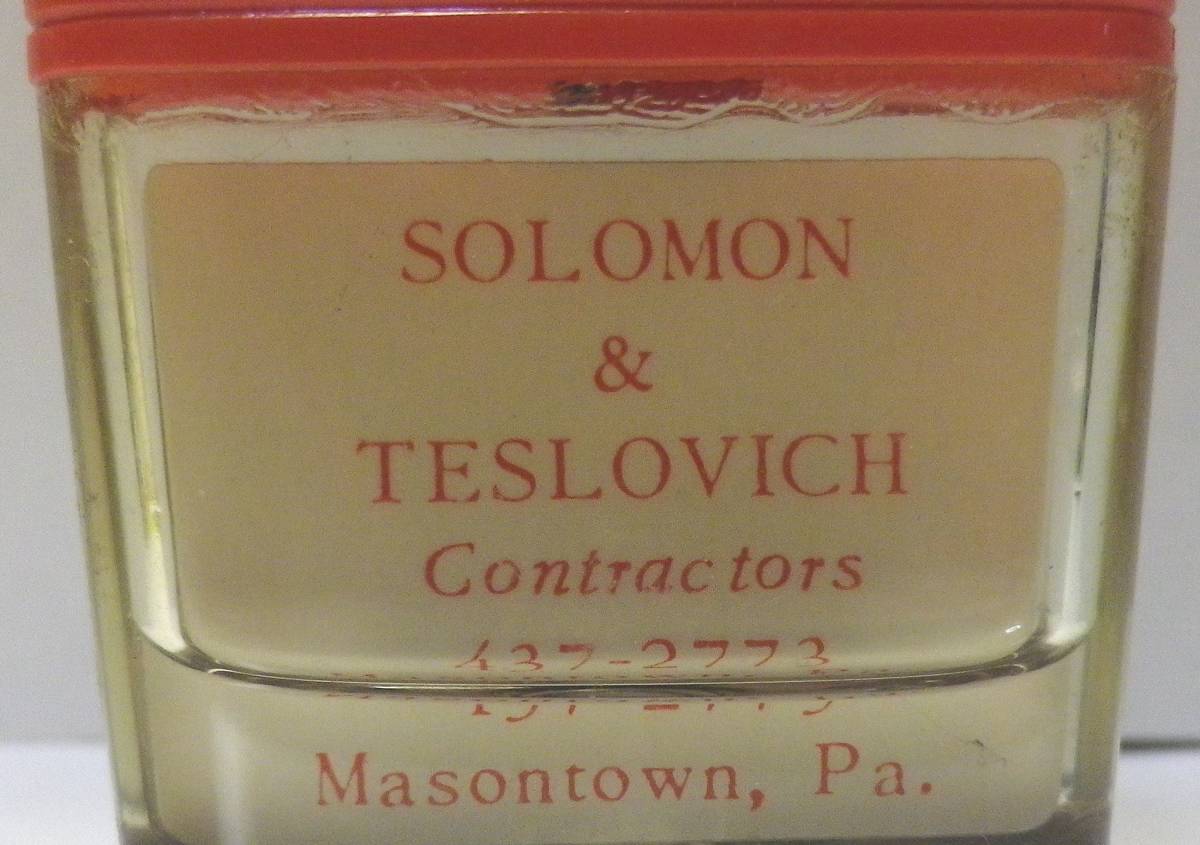 SOLOMON
&
TESLOVICH
Contractors
437-2773
Masontown, Pa.